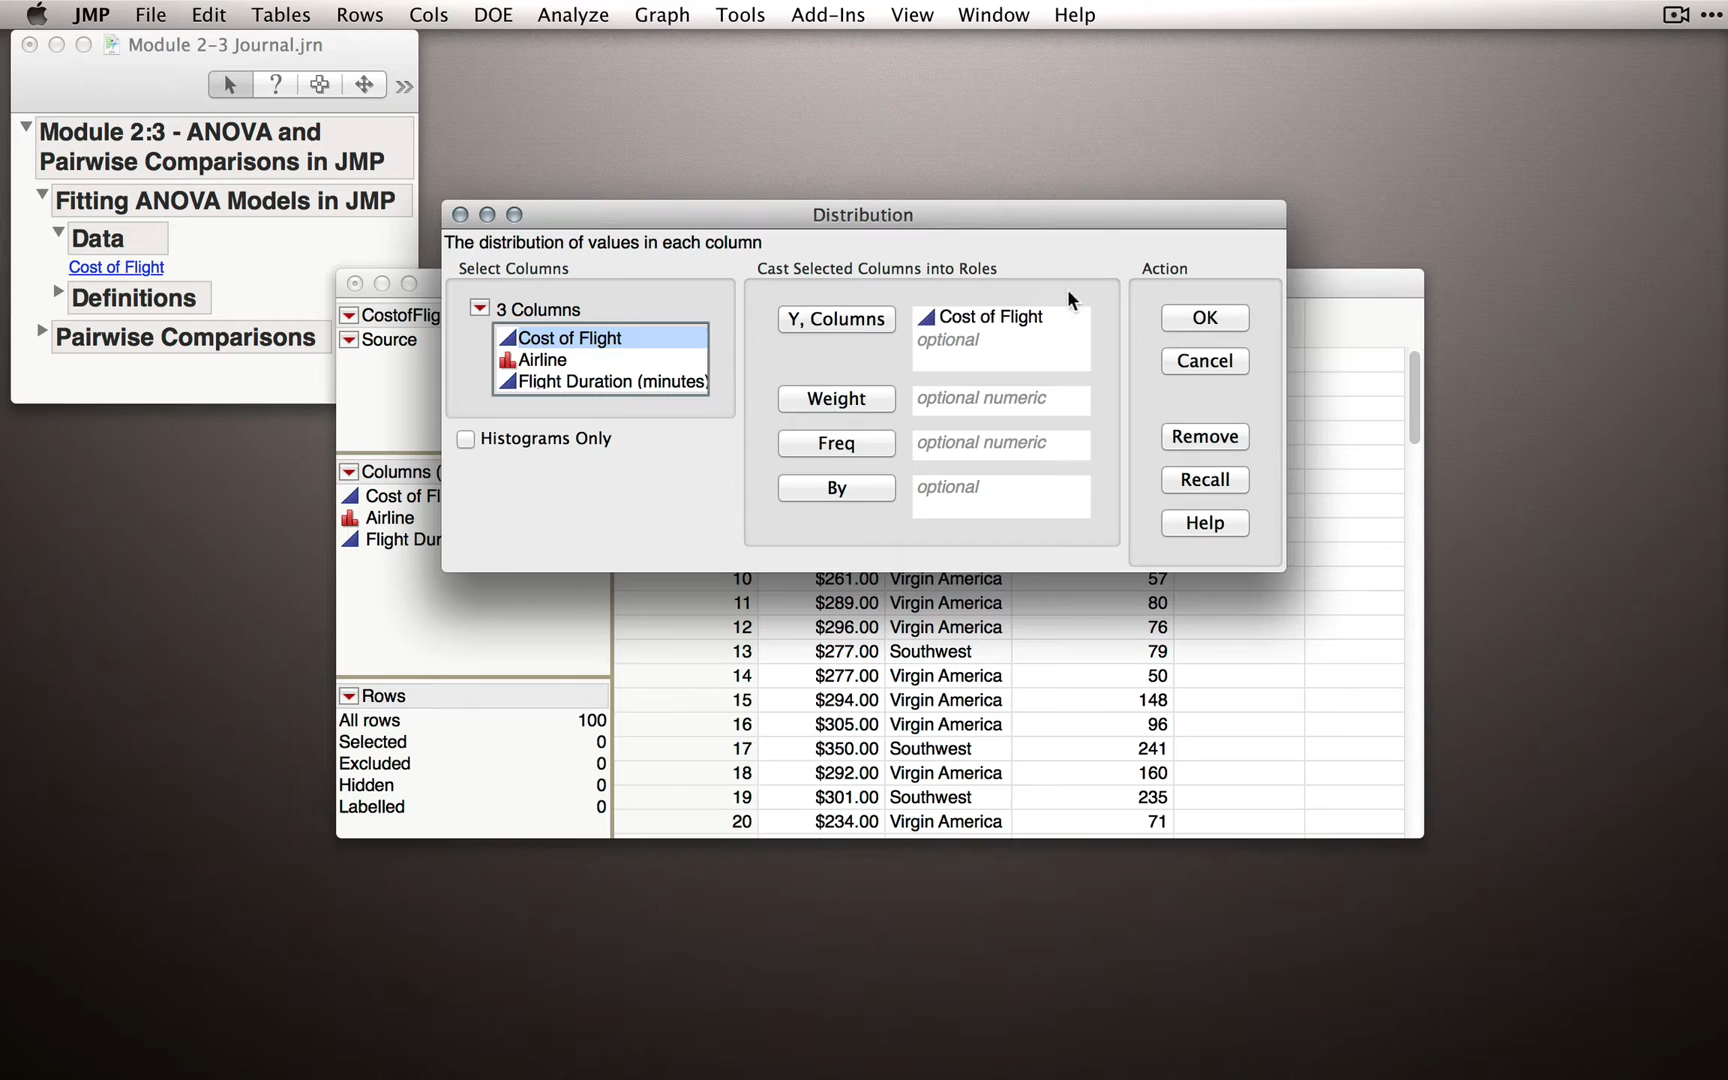 JMP File Edit Tables Rows Cols DOE Analyze Graph Tools Add-Ins View Window Help
Module 2-3 Journal.jrn
?
Module 2:3 - ANOVA and
Pairwise Comparisons in JMP
Fitting ANOVA Models in JMP
Data
Cost of Flight
Definitions
Pairwise Comparisons
Distribution
The distribution of values in each column
Select Columns
3 Columns
Cost of Flight
Airline
Flight Duration (minutes)
Histograms Only
Cast Selected Columns into Roles
Y, Columns Cost of Flight
optional
Weight optional numeric
Freq optional numeric
By optional
Action
OK
Cancel
Remove
Recall
Help
CostofFlig
Source
Columns (
Cost of Fl
Airline
Flight Dur
Rows
All rows 100
Selected 0
Excluded 0
Hidden 0
Labelled 0
10 $261.00 Virgin America 57
11 $289.00 Virgin America 80
12 $296.00 Virgin America 76
13 $277.00 Southwest 79
14 $277.00 Virgin America 50
15 $294.00 Virgin America 148
16 $305.00 Virgin America 96
17 $350.00 Southwest 241
18 $292.00 Virgin America 160
19 $301.00 Southwest 235
20 $234.00 Virgin America 71